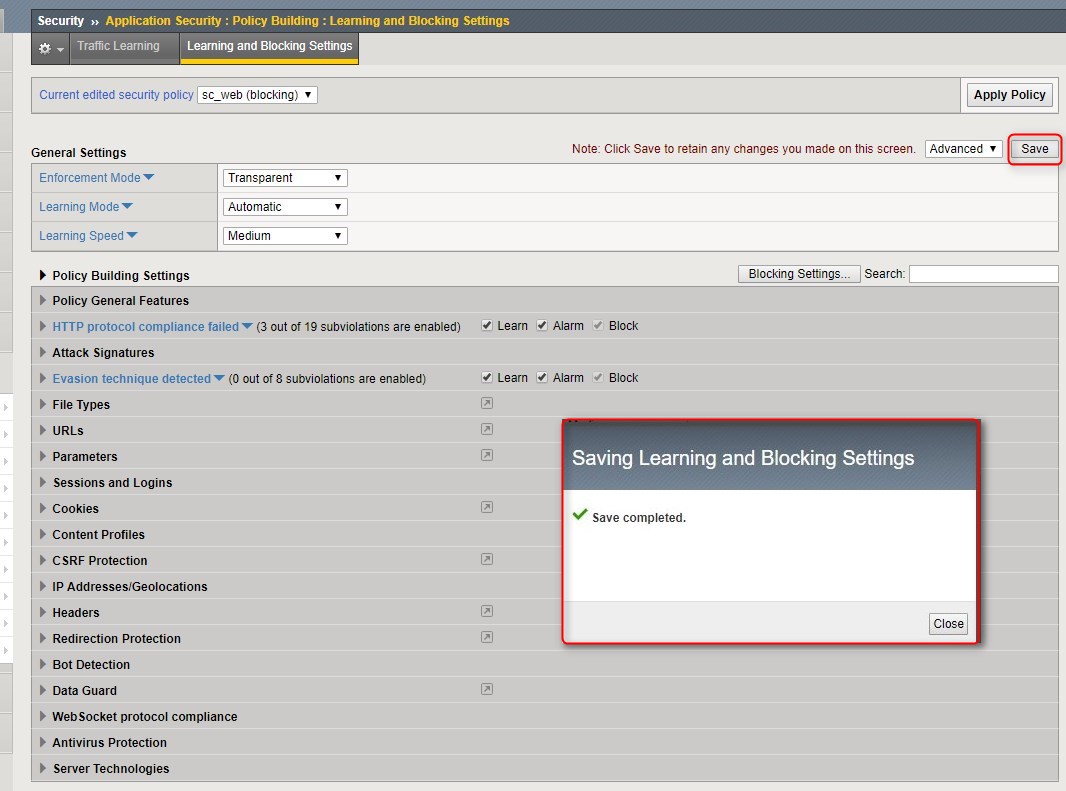 Security ›› Application Security : Policy Building : Learning and Blocking Settings
Traffic Learning Learning and Blocking Settings
Current edited security policy sc_web (blocking) Apply Policy
General Settings Note: Click Save to retain any changes you made on this screen. Advanced Save
Enforcement Mode Transparent
Learning Mode Automatic
Learning Speed Medium
Policy Building Settings Blocking Settings... Search:
Policy General Features
HTTP protocol compliance failed (3 out of 19 subviolations are enabled) Learn Alarm Block
Attack Signatures
Evasion technique detected (0 out of 8 subviolations are enabled) Learn Alarm Block
File Types
URLs
Parameters
Sessions and Logins
Cookies
Content Profiles
CSRF Protection
IP Addresses/Geolocations
Headers
Redirection Protection
Bot Detection
Data Guard
WebSocket protocol compliance
Antivirus Protection
Server Technologies
Saving Learning and Blocking Settings
Save completed.
Close